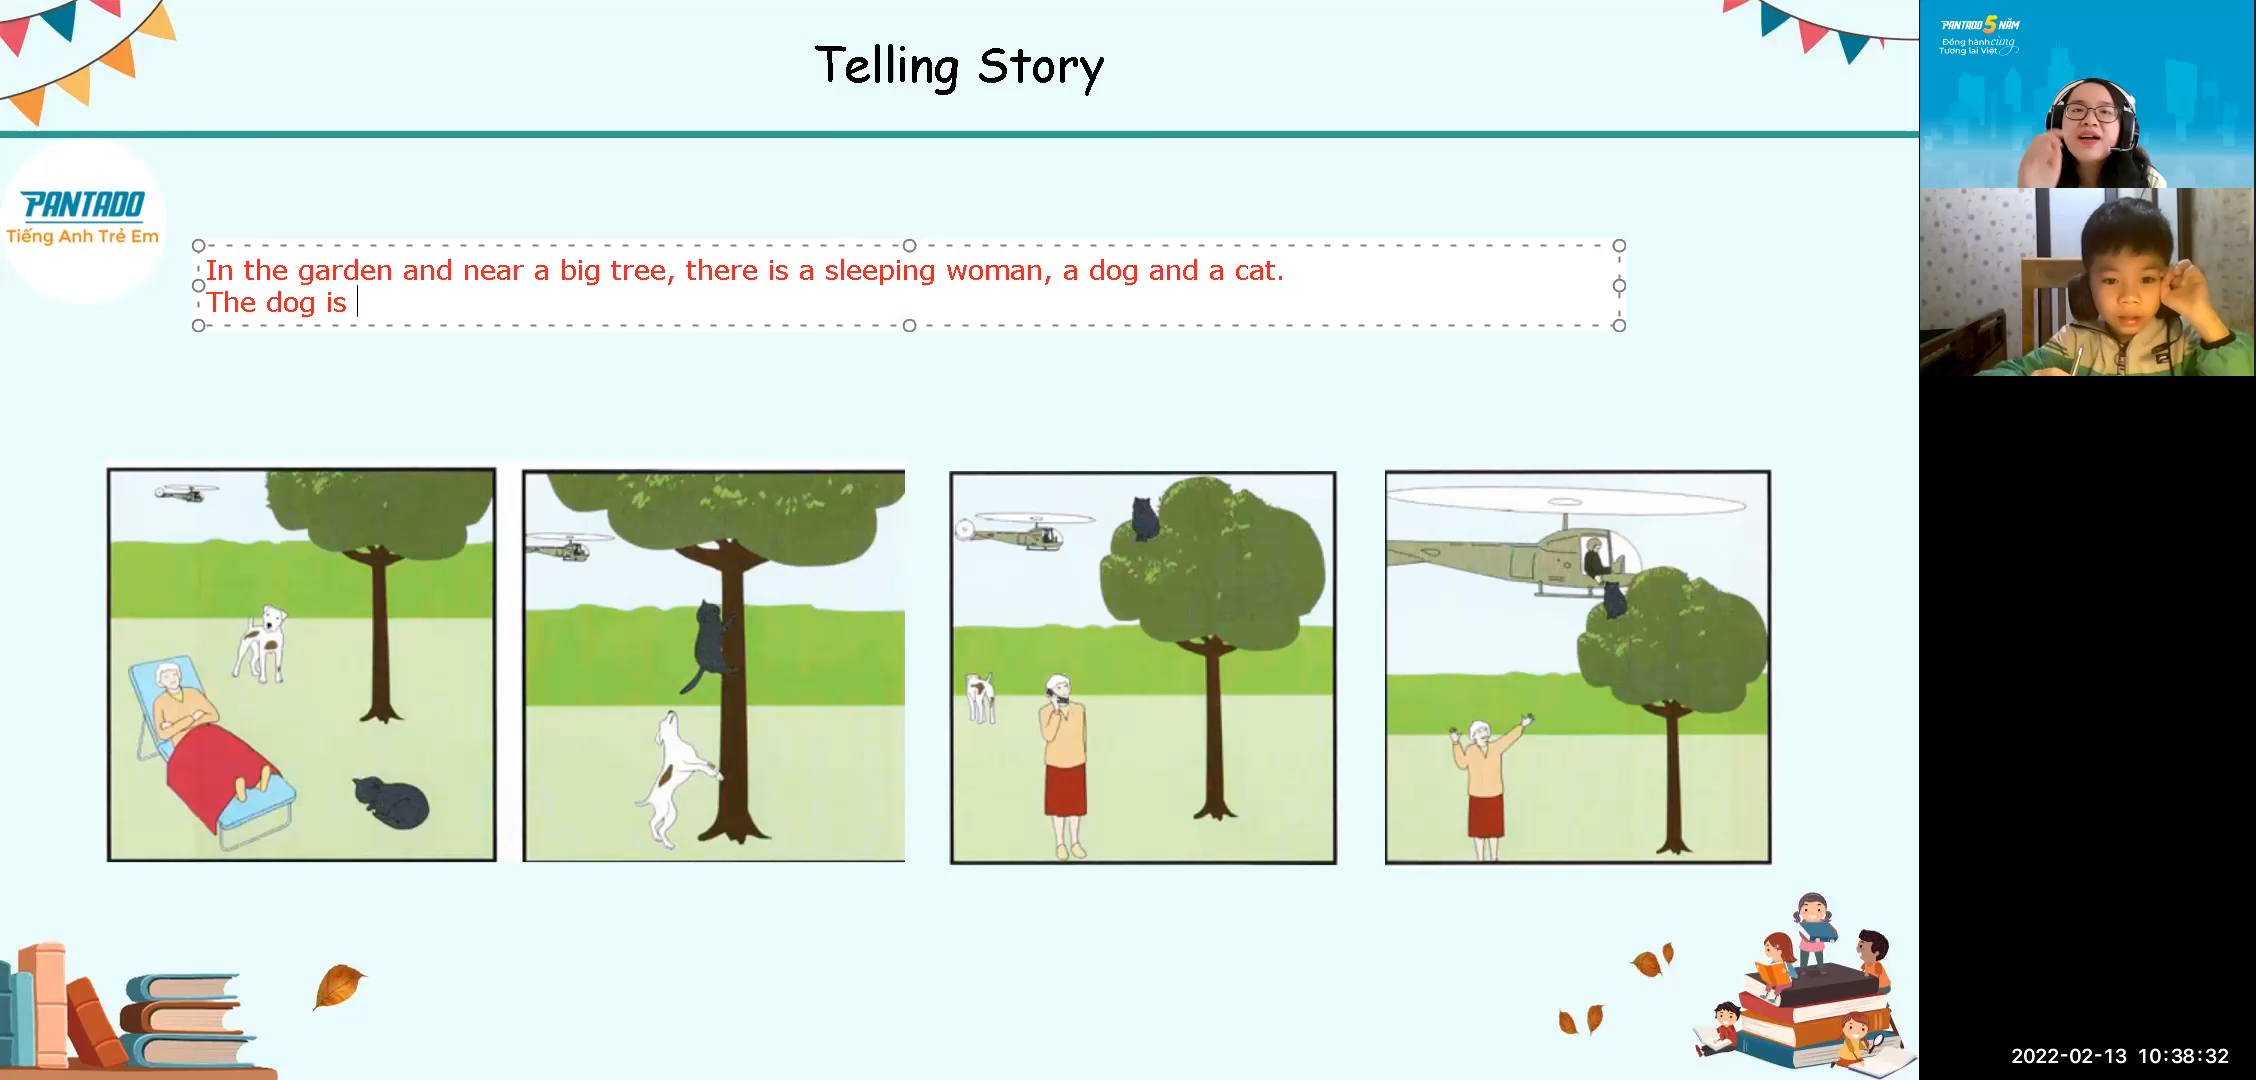 Telling Story
PANTADO
Tiếng Anh Trẻ Em
In the garden and near a big tree, there is a sleeping woman, a dog and a cat.
The dog is
PANTADO 5 NĂM
Đồng hành cùng
Tương lai Việt
2022-02-13 10:38:32